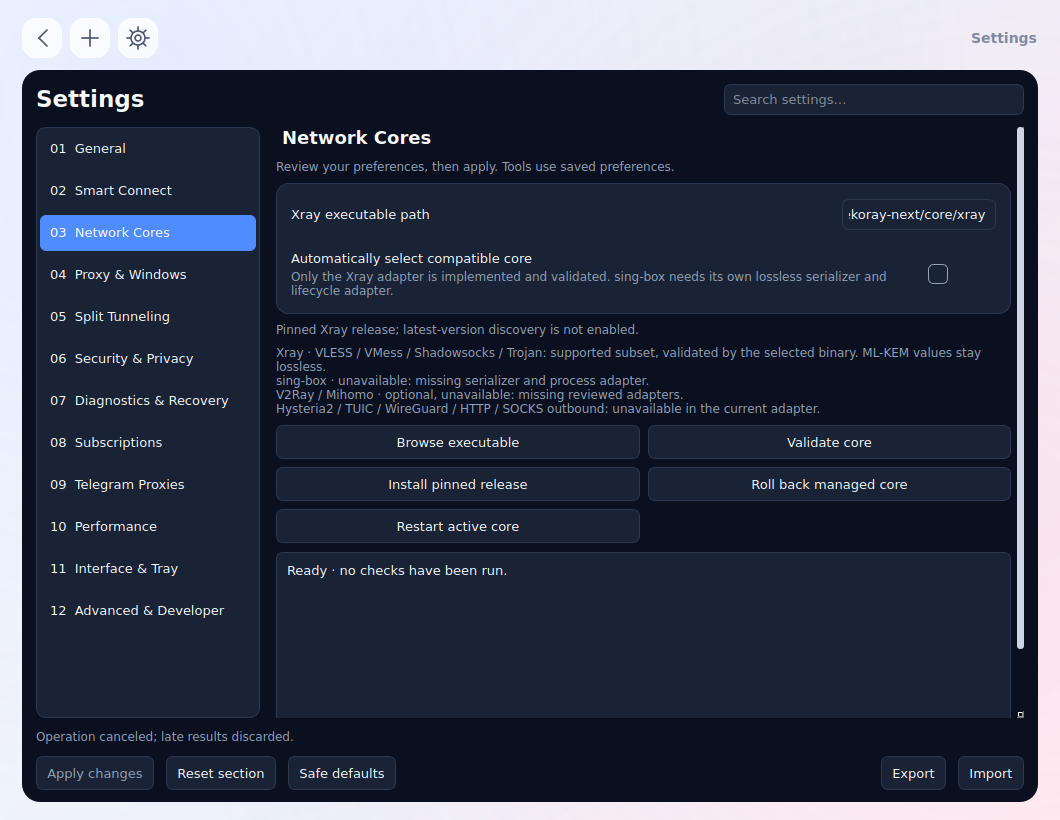 Settings
Settings
Search settings...
01 General
02 Smart Connect
03 Network Cores
04 Proxy & Windows
05 Split Tunneling
06 Security & Privacy
07 Diagnostics & Recovery
08 Subscriptions
09 Telegram Proxies
10 Performance
11 Interface & Tray
12 Advanced & Developer
Network Cores
Review your preferences, then apply. Tools use saved preferences.
Xray executable path
koray-next/core/xray
Automatically select compatible core
Only the Xray adapter is implemented and validated. sing-box needs its own lossless serializer and
lifecycle adapter.
Pinned Xray release; latest-version discovery is not enabled.
Xray · VLESS / VMess / Shadowsocks / Trojan: supported subset, validated by the selected binary. ML-KEM values stay
lossless.
sing-box · unavailable: missing serializer and process adapter.
V2Ray / Mihomo · optional, unavailable: missing reviewed adapters.
Hysteria2 / TUIC / WireGuard / HTTP / SOCKS outbound: unavailable in the current adapter.
Browse executable
Validate core
Install pinned release
Roll back managed core
Restart active core
Ready · no checks have been run.
Operation canceled; late results discarded.
Apply changes
Reset section
Safe defaults
Export
Import